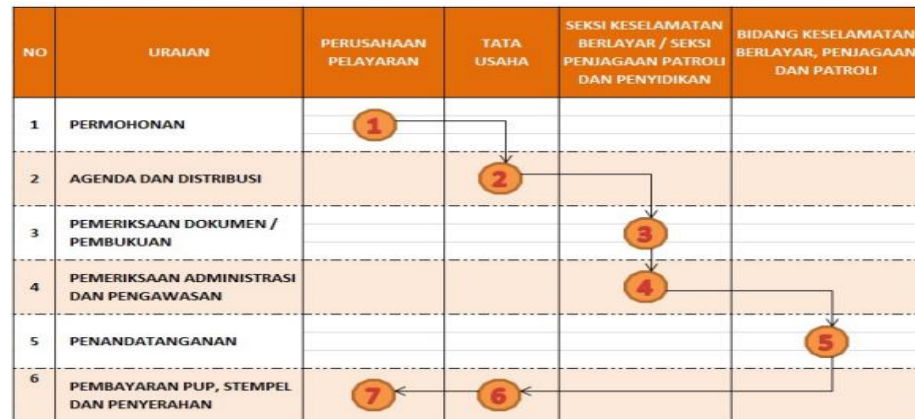 NO
URAIAN
PERUSAHAAN
PELAYARAN
TATA
USAHA
SEKSI KESELAMATAN
BERLAYAR / SEKSI
PENJAGAAN PATROLI
DAN PENYIDIKAN
BIDANG KESELAMATAN
BERLAYAR, PENJAGAAN
DAN PATROLI
1
PERMOHONAN
1
2
AGENDA DAN DISTRIBUSI
2
3
PEMERIKSAAN DOKUMEN /
PEMBUKUAN
3
4
PEMERIKSAAN ADMINISTRASI
DAN PENGAWASAN
4
5
PENANDATANGANAN
5
6
PEMBAYARAN PUP, STEMPEL
DAN PENYERAHAN
7
6